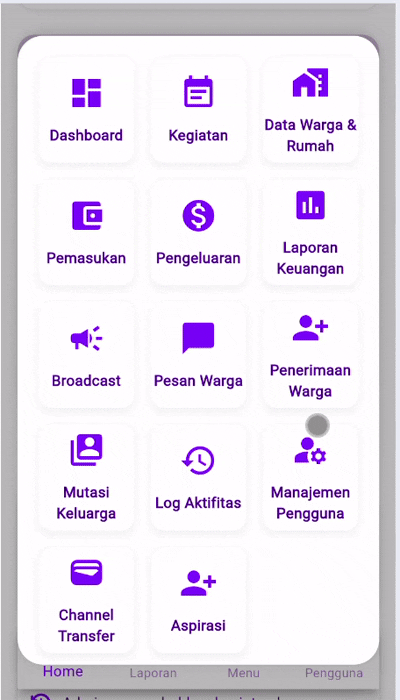 Dashboard
Kegiatan
Data Warga &
Rumah
Pemasukan
Pengeluaran
Laporan
Keuangan
Broadcast
Pesan Warga
Penerimaan
Warga
Mutasi
Keluarga
Log Aktifitas
Manajemen
Pengguna
Channel
Transfer
Aspirasi
Home
Laporan
Menu
Pengguna